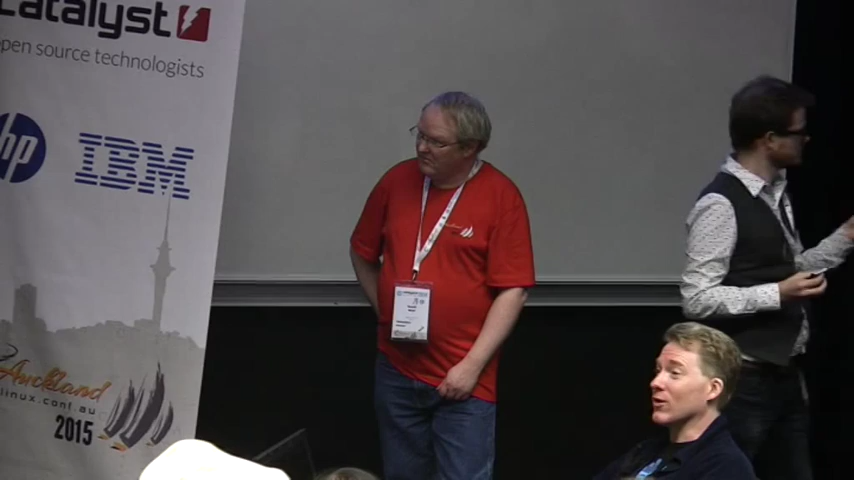 catalyst
open source technologists
hp
IBM
Auckland
linux.conf.au
2015